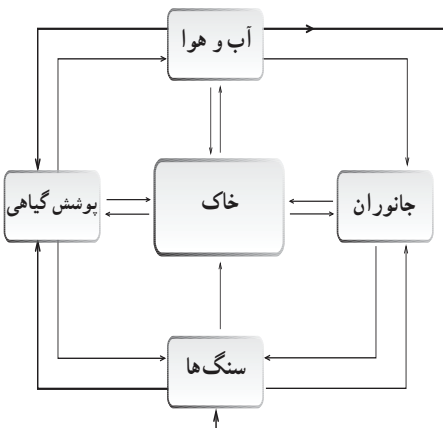 آب و هوا
جانوران
خاک
پوشش گیاهی
سنگ‌ها